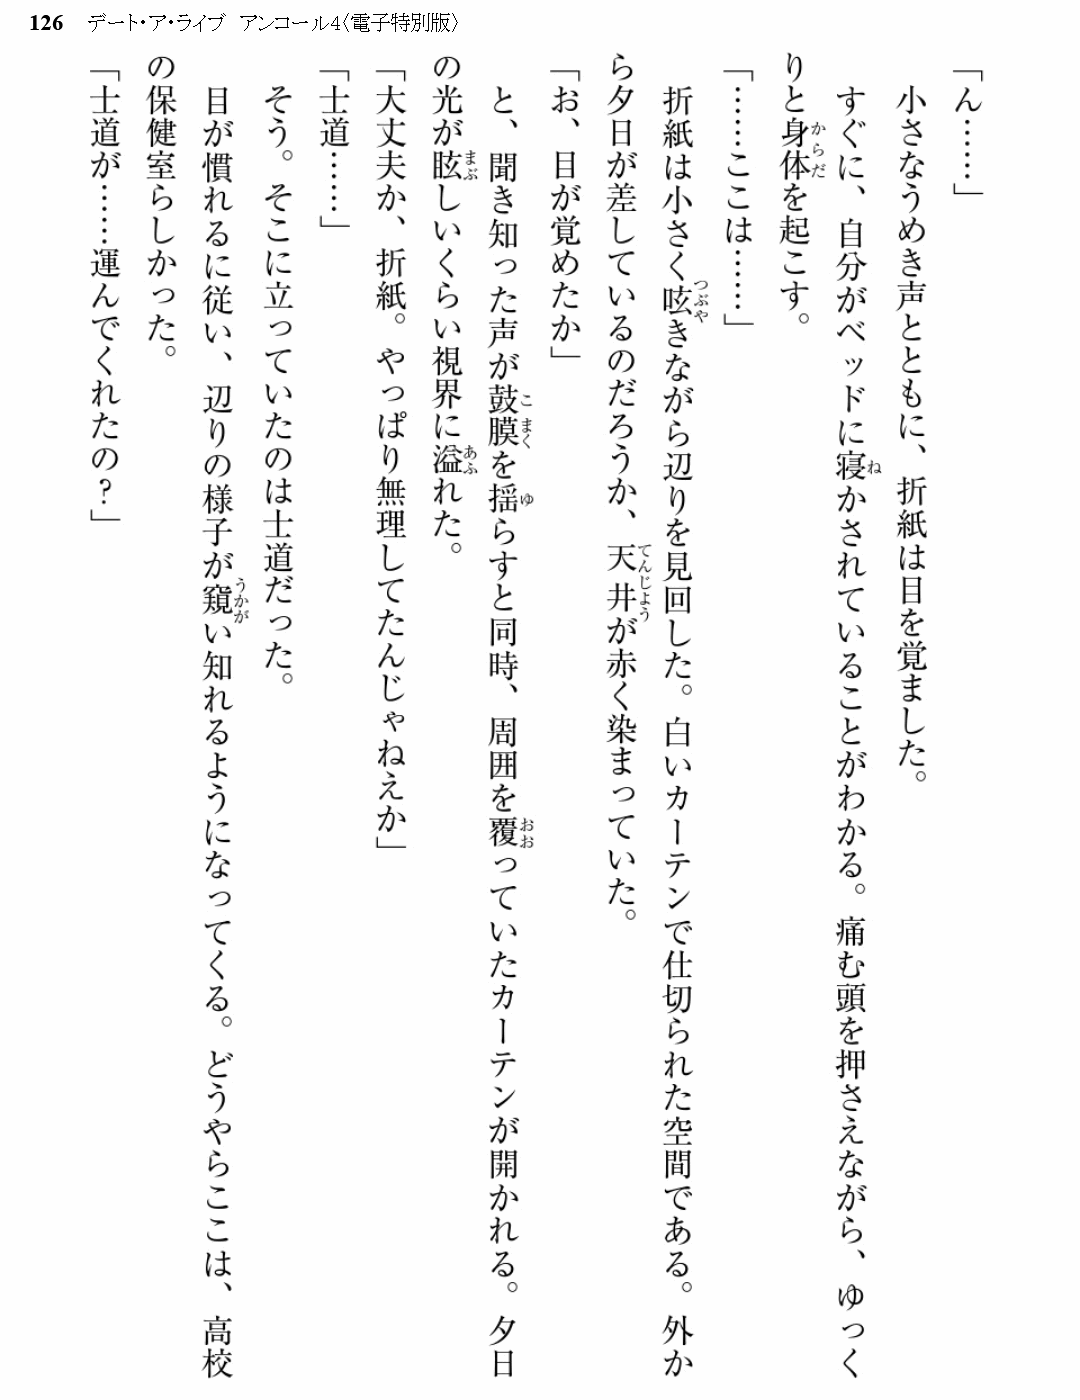 126 デート・ア・ライブ　アンコール4〈電子特別版〉
「ん……」
　小さなうめき声とともに、折紙は目を覚ました。
　すぐに、自分がベッドに寝かされていることがわかる。痛む頭を押さえながら、ゆっく
りと身体を起こす。
「……ここは……」
　折紙は小さく呟きながら辺りを見回した。白いカーテンで仕切られた空間である。外か
ら夕日が差しているのだろうか、天井が赤く染まっていた。
「お、目が覚めたか」
　と、聞き知った声が鼓膜を揺らすと同時、周囲を覆っていたカーテンが開かれる。夕日
の光が眩しいくらい視界に溢れた。
「大丈夫か、折紙。やっぱり無理してたんじゃねえか」
「士道……」
　そう。そこに立っていたのは士道だった。
　目が慣れるに従い、辺りの様子が窺い知れるようになってくる。どうやらここは、高校
の保健室らしかった。
「士道が……運んでくれたの？」